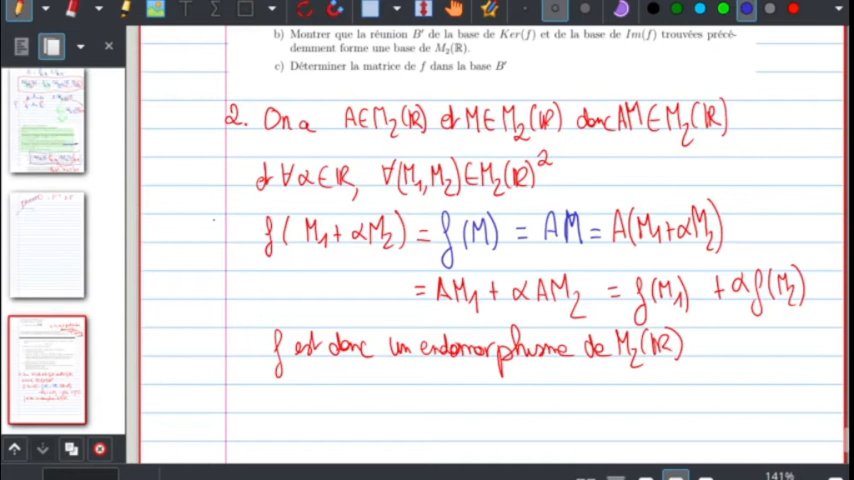 b) Montrer que la réunion B' de la base de Ker(f) et de la base de Im(f) trouvées précé-
demment forme une base de M₂(ℝ).
c) Déterminer la matrice de f dans la base B'
2. On a A∈M₂(ℝ) et M∈M₂(ℝ) donc AM∈M₂(ℝ)
et ∀α∈ℝ, ∀(M₁,M₂)∈M₂(ℝ)²
f(M₁+αM₂) = f(M) = AM = A(M₁+αM₂)
= AM₁ + αAM₂ = f(M₁) + αf(M₂)
f est donc un endomorphisme de M₂(ℝ)
141%